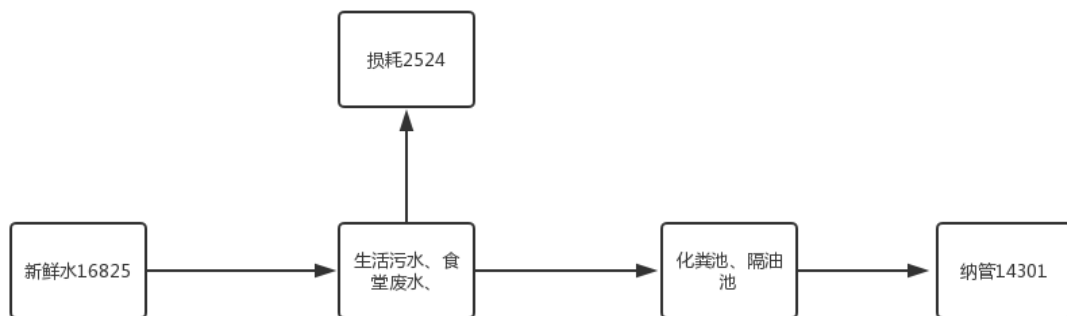 损耗2524
新鲜水16825
生活污水、食
堂废水、
化粪池、隔油
池
纳管14301